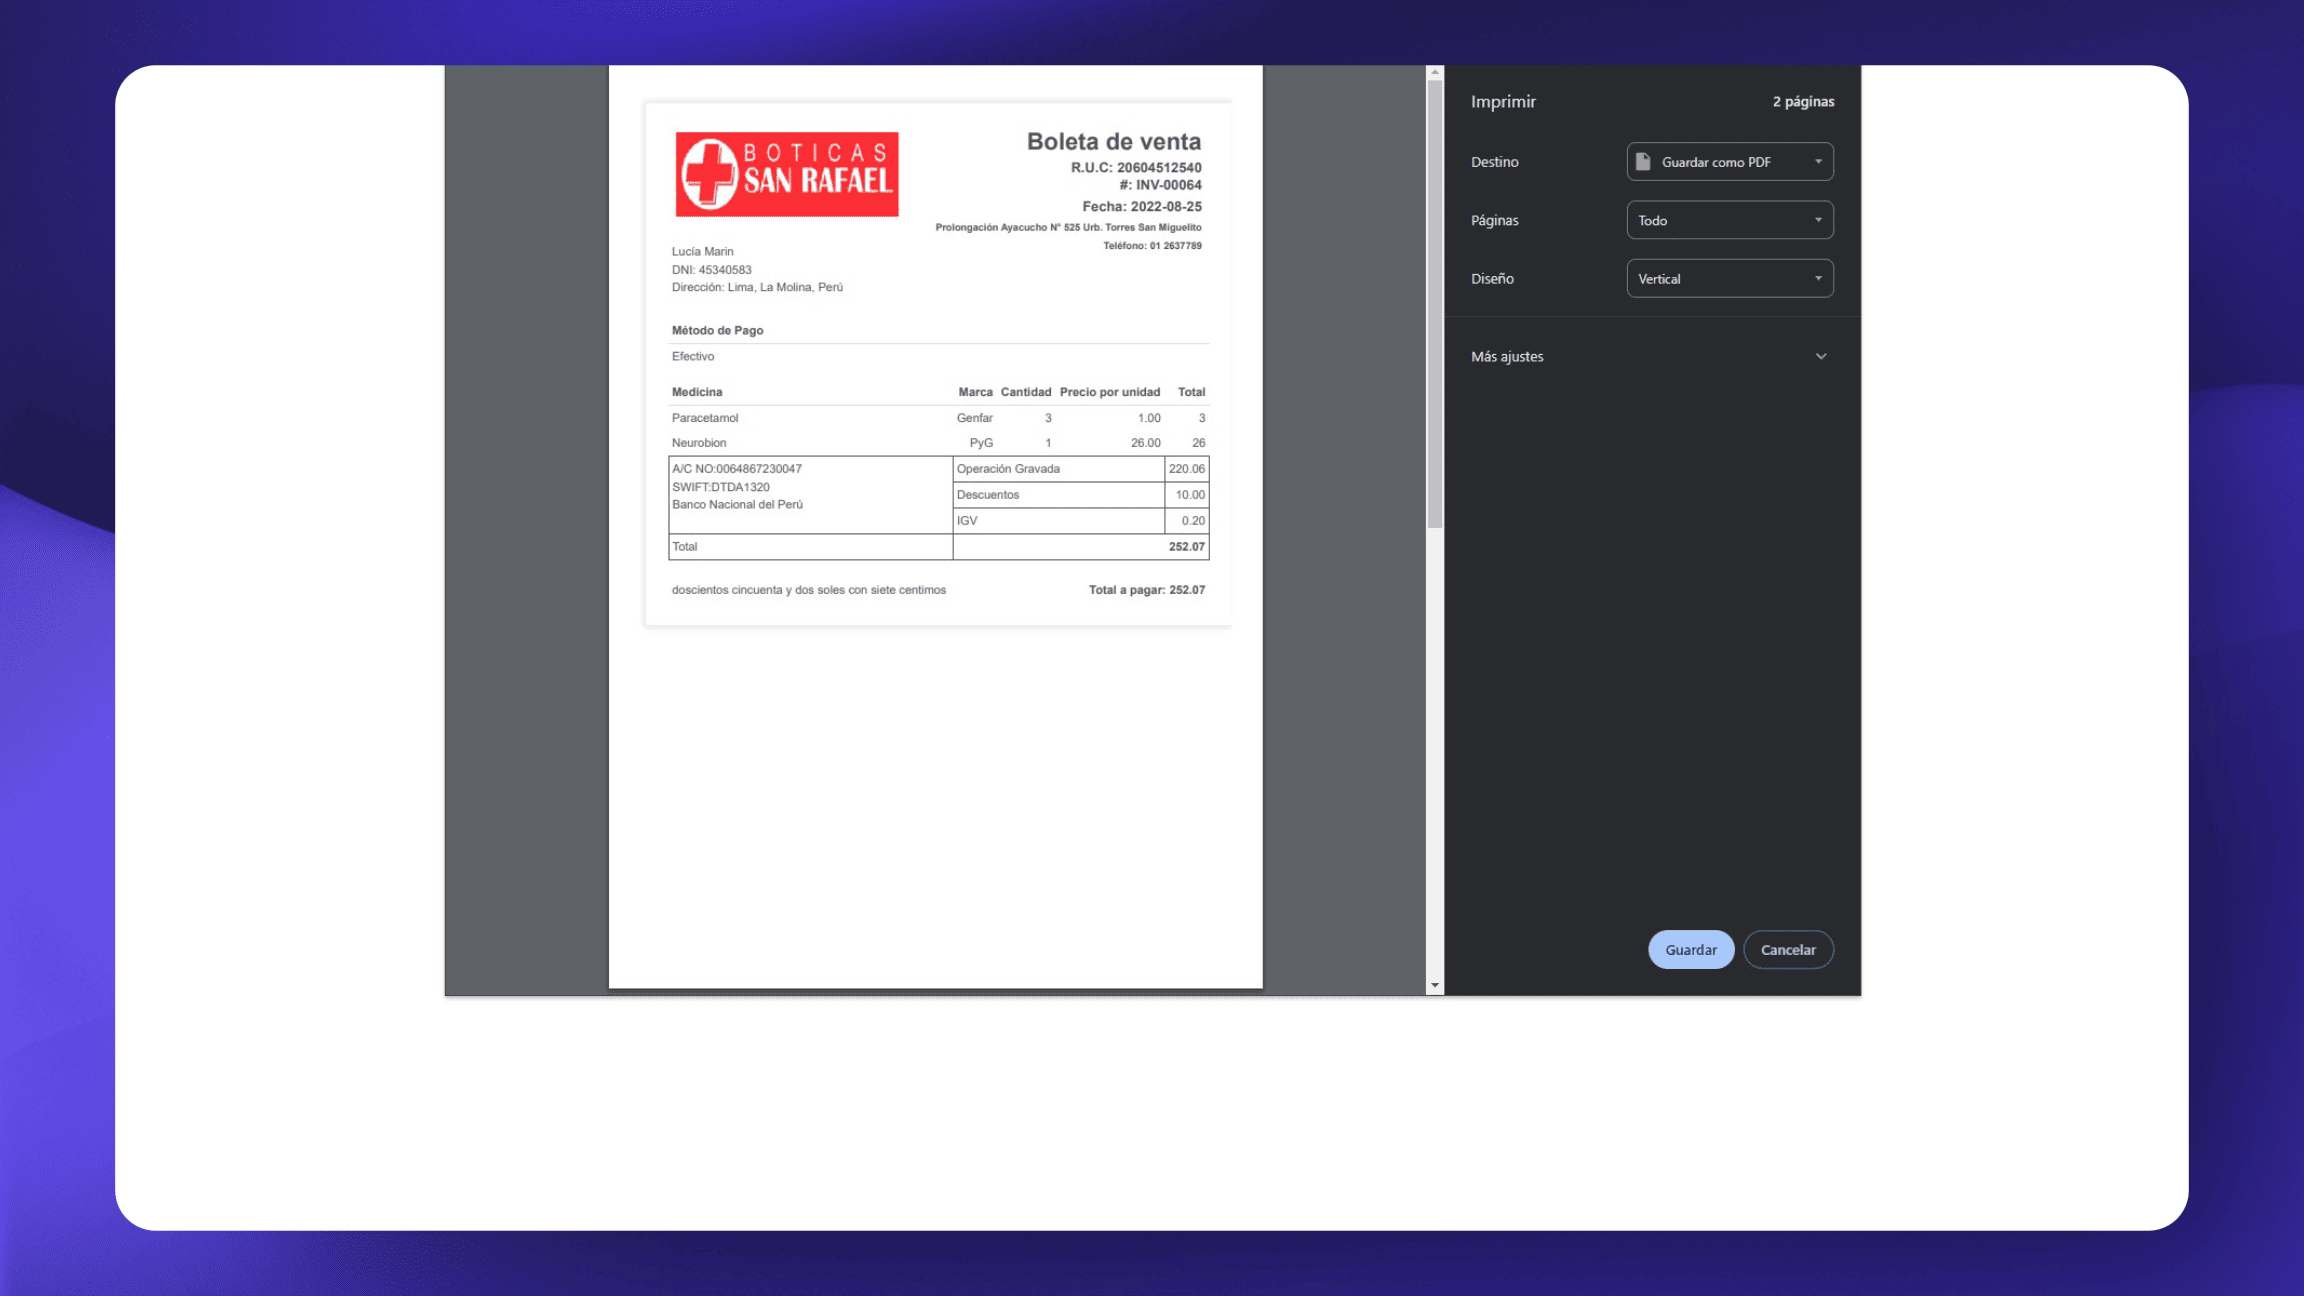 BOTICAS
SAN RAFAEL
Boleta de venta
R.U.C: 20604512540
#: INV-00064
Fecha: 2022-08-25
Prolongación Ayacucho N° 525 Urb. Torres San Miguelito
Teléfono: 01 2637789
Lucía Marin
DNI: 45340583
Dirección: Lima, La Molina, Perú
Método de Pago
Efectivo
Medicina Marca Cantidad Precio por unidad Total
Paracetamol Genfar 3 1.00 3
Neurobion PyG 1 26.00 26
A/C NO:0064867230047
SWIFT:DTDA1320
Banco Nacional del Perú
Operación Gravada 220.06
Descuentos 10.00
IGV 0.20
Total 252.07
doscientos cincuenta y dos soles con siete centimos Total a pagar: 252.07
Imprimir 2 páginas
Destino Guardar como PDF
Páginas Todo
Diseño Vertical
Más ajustes
Guardar Cancelar